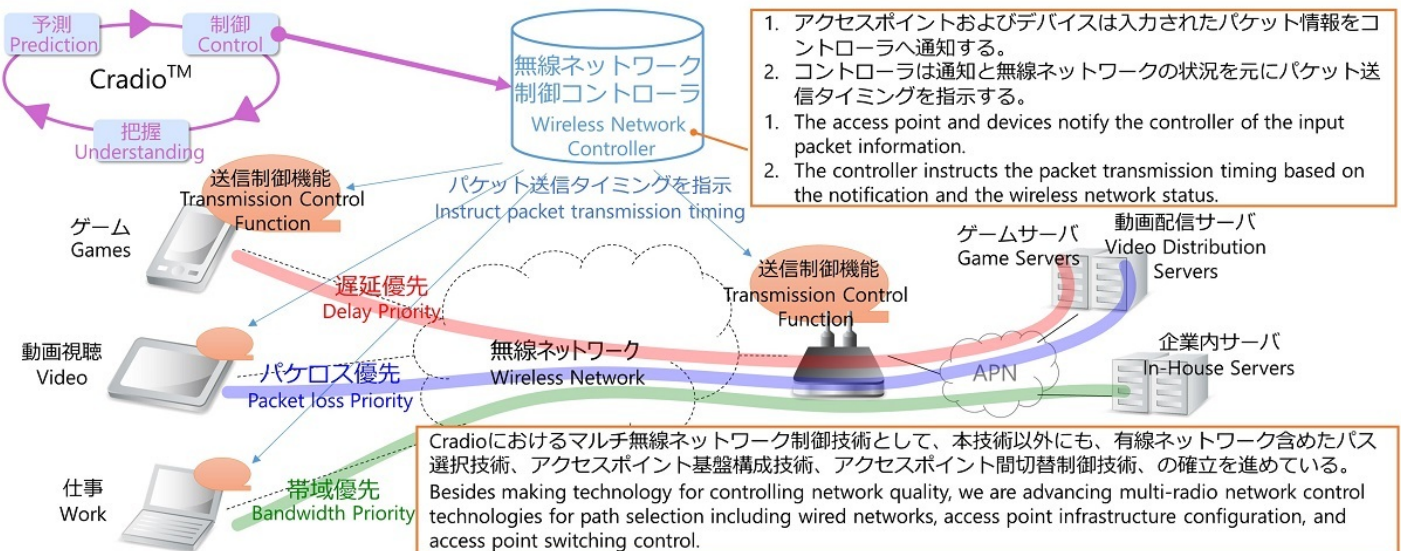 予測
Prediction
制御
Control
Cradio™
把握
Understanding
無線ネットワーク
制御コントローラ
Wireless Network
Controller
1. アクセスポイントおよびデバイスは入力されたパケット情報をコ
ントローラへ通知する。
2. コントローラは通知と無線ネットワークの状況を元にパケット送
信タイミングを指示する。
1. The access point and devices notify the controller of the input
packet information.
2. The controller instructs the packet transmission timing based on
the notification and the wireless network status.
送信制御機能
Transmission Control
Function
パケット送信タイミングを指示
Instruct packet transmission timing
ゲーム
Games
遅延優先
Delay Priority
送信制御機能
Transmission Control
Function
ゲームサーバ
Game Servers
動画配信サーバ
Video Distribution
Servers
動画視聴
Video
パケロス優先
Packet loss Priority
無線ネットワーク
Wireless Network
APN
企業内サーバ
In-House Servers
仕事
Work
帯域優先
Bandwidth Priority
Cradioにおけるマルチ無線ネットワーク制御技術として、本技術以外にも、有線ネットワーク含めたパス
選択技術、アクセスポイント基盤構成技術、アクセスポイント間切替制御技術、の確立を進めている。
Besides making technology for controlling network quality, we are advancing multi-radio network control
technologies for path selection including wired networks, access point infrastructure configuration, and
access point switching control.